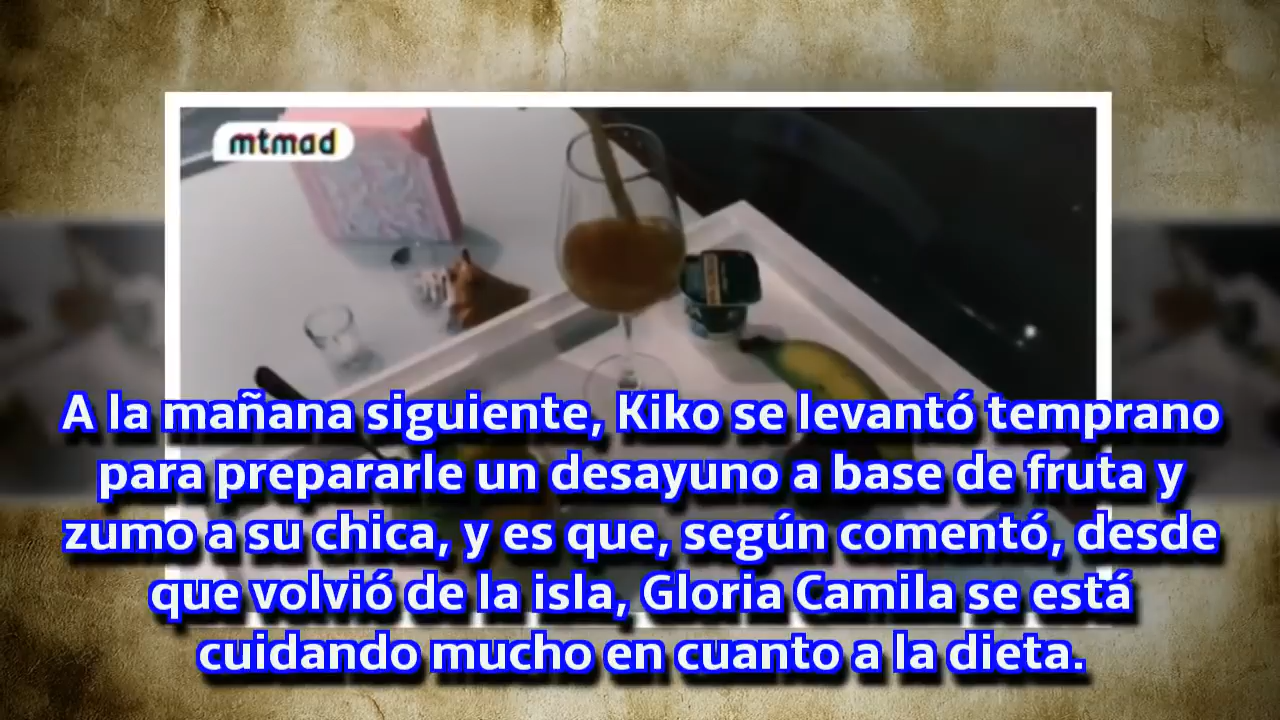 mtmad
A la mañana siguiente, Kiko se levantó temprano
para prepararle un desayuno a base de fruta y
zumo a su chica, y es que, según comentó, desde
que volvió de la isla, Gloria Camila se está
cuidando mucho en cuanto a la dieta.